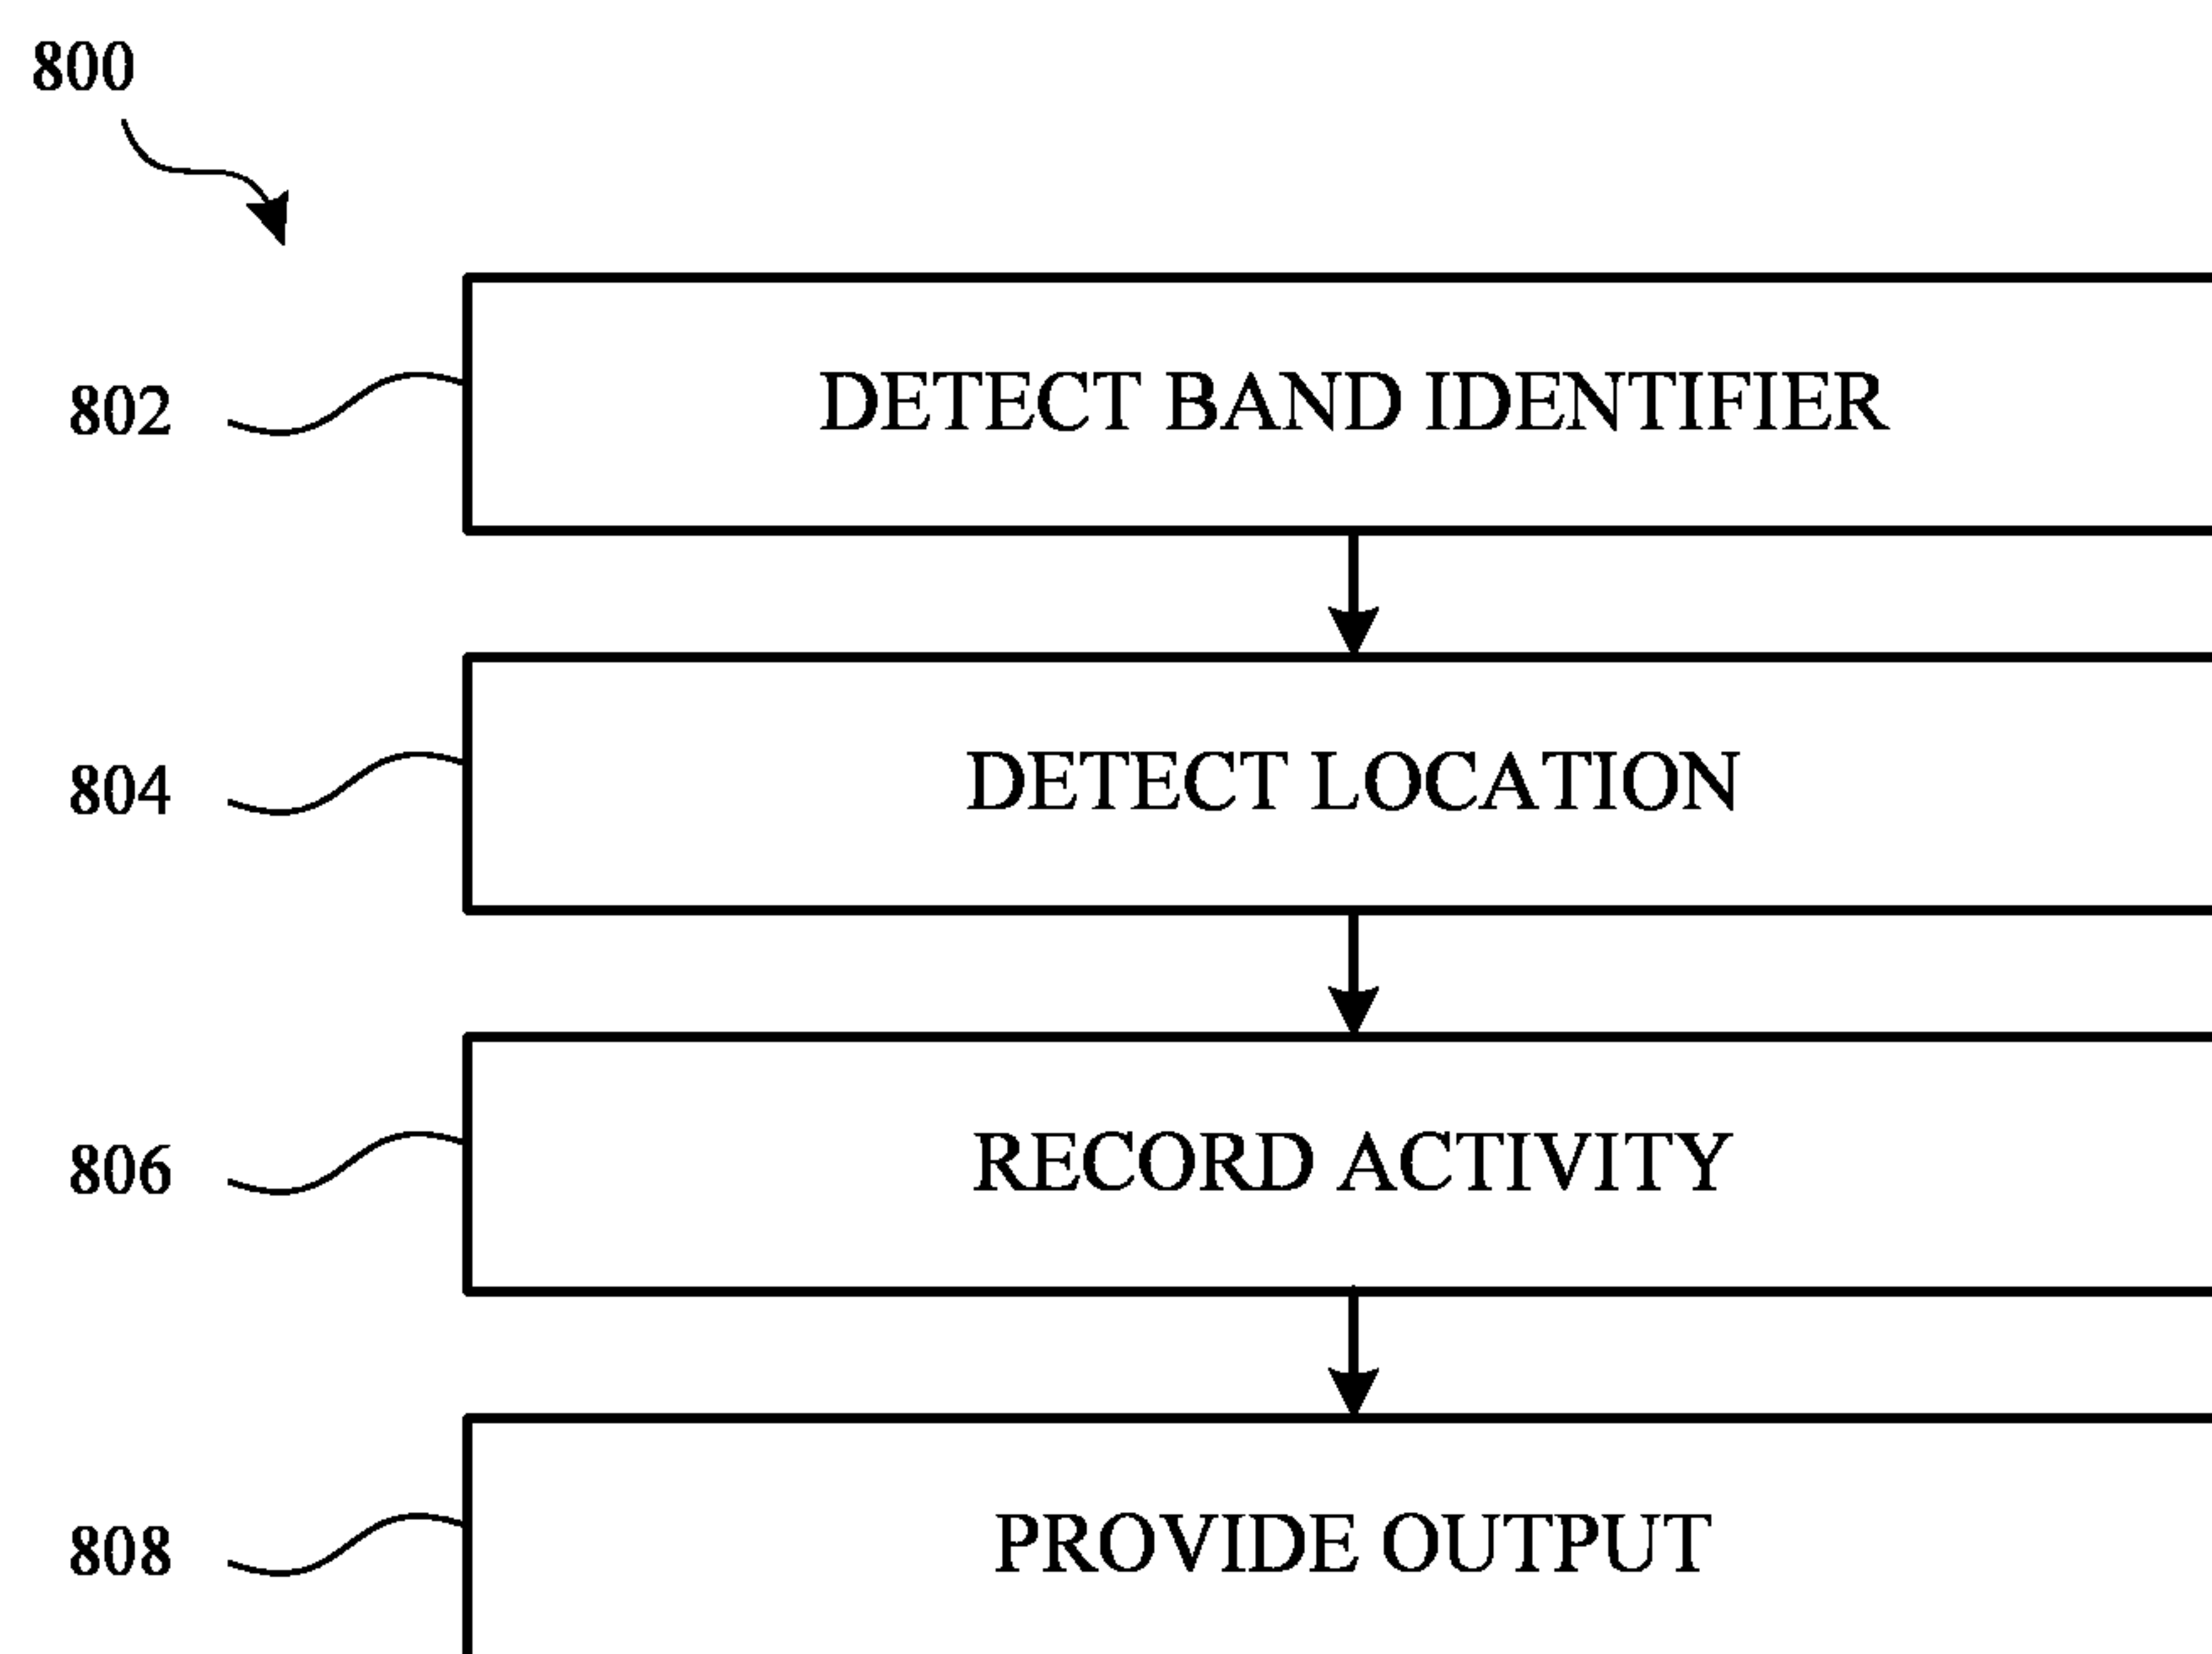 800
802 DETECT BAND IDENTIFIER
804 DETECT LOCATION
806 RECORD ACTIVITY
808 PROVIDE OUTPUT